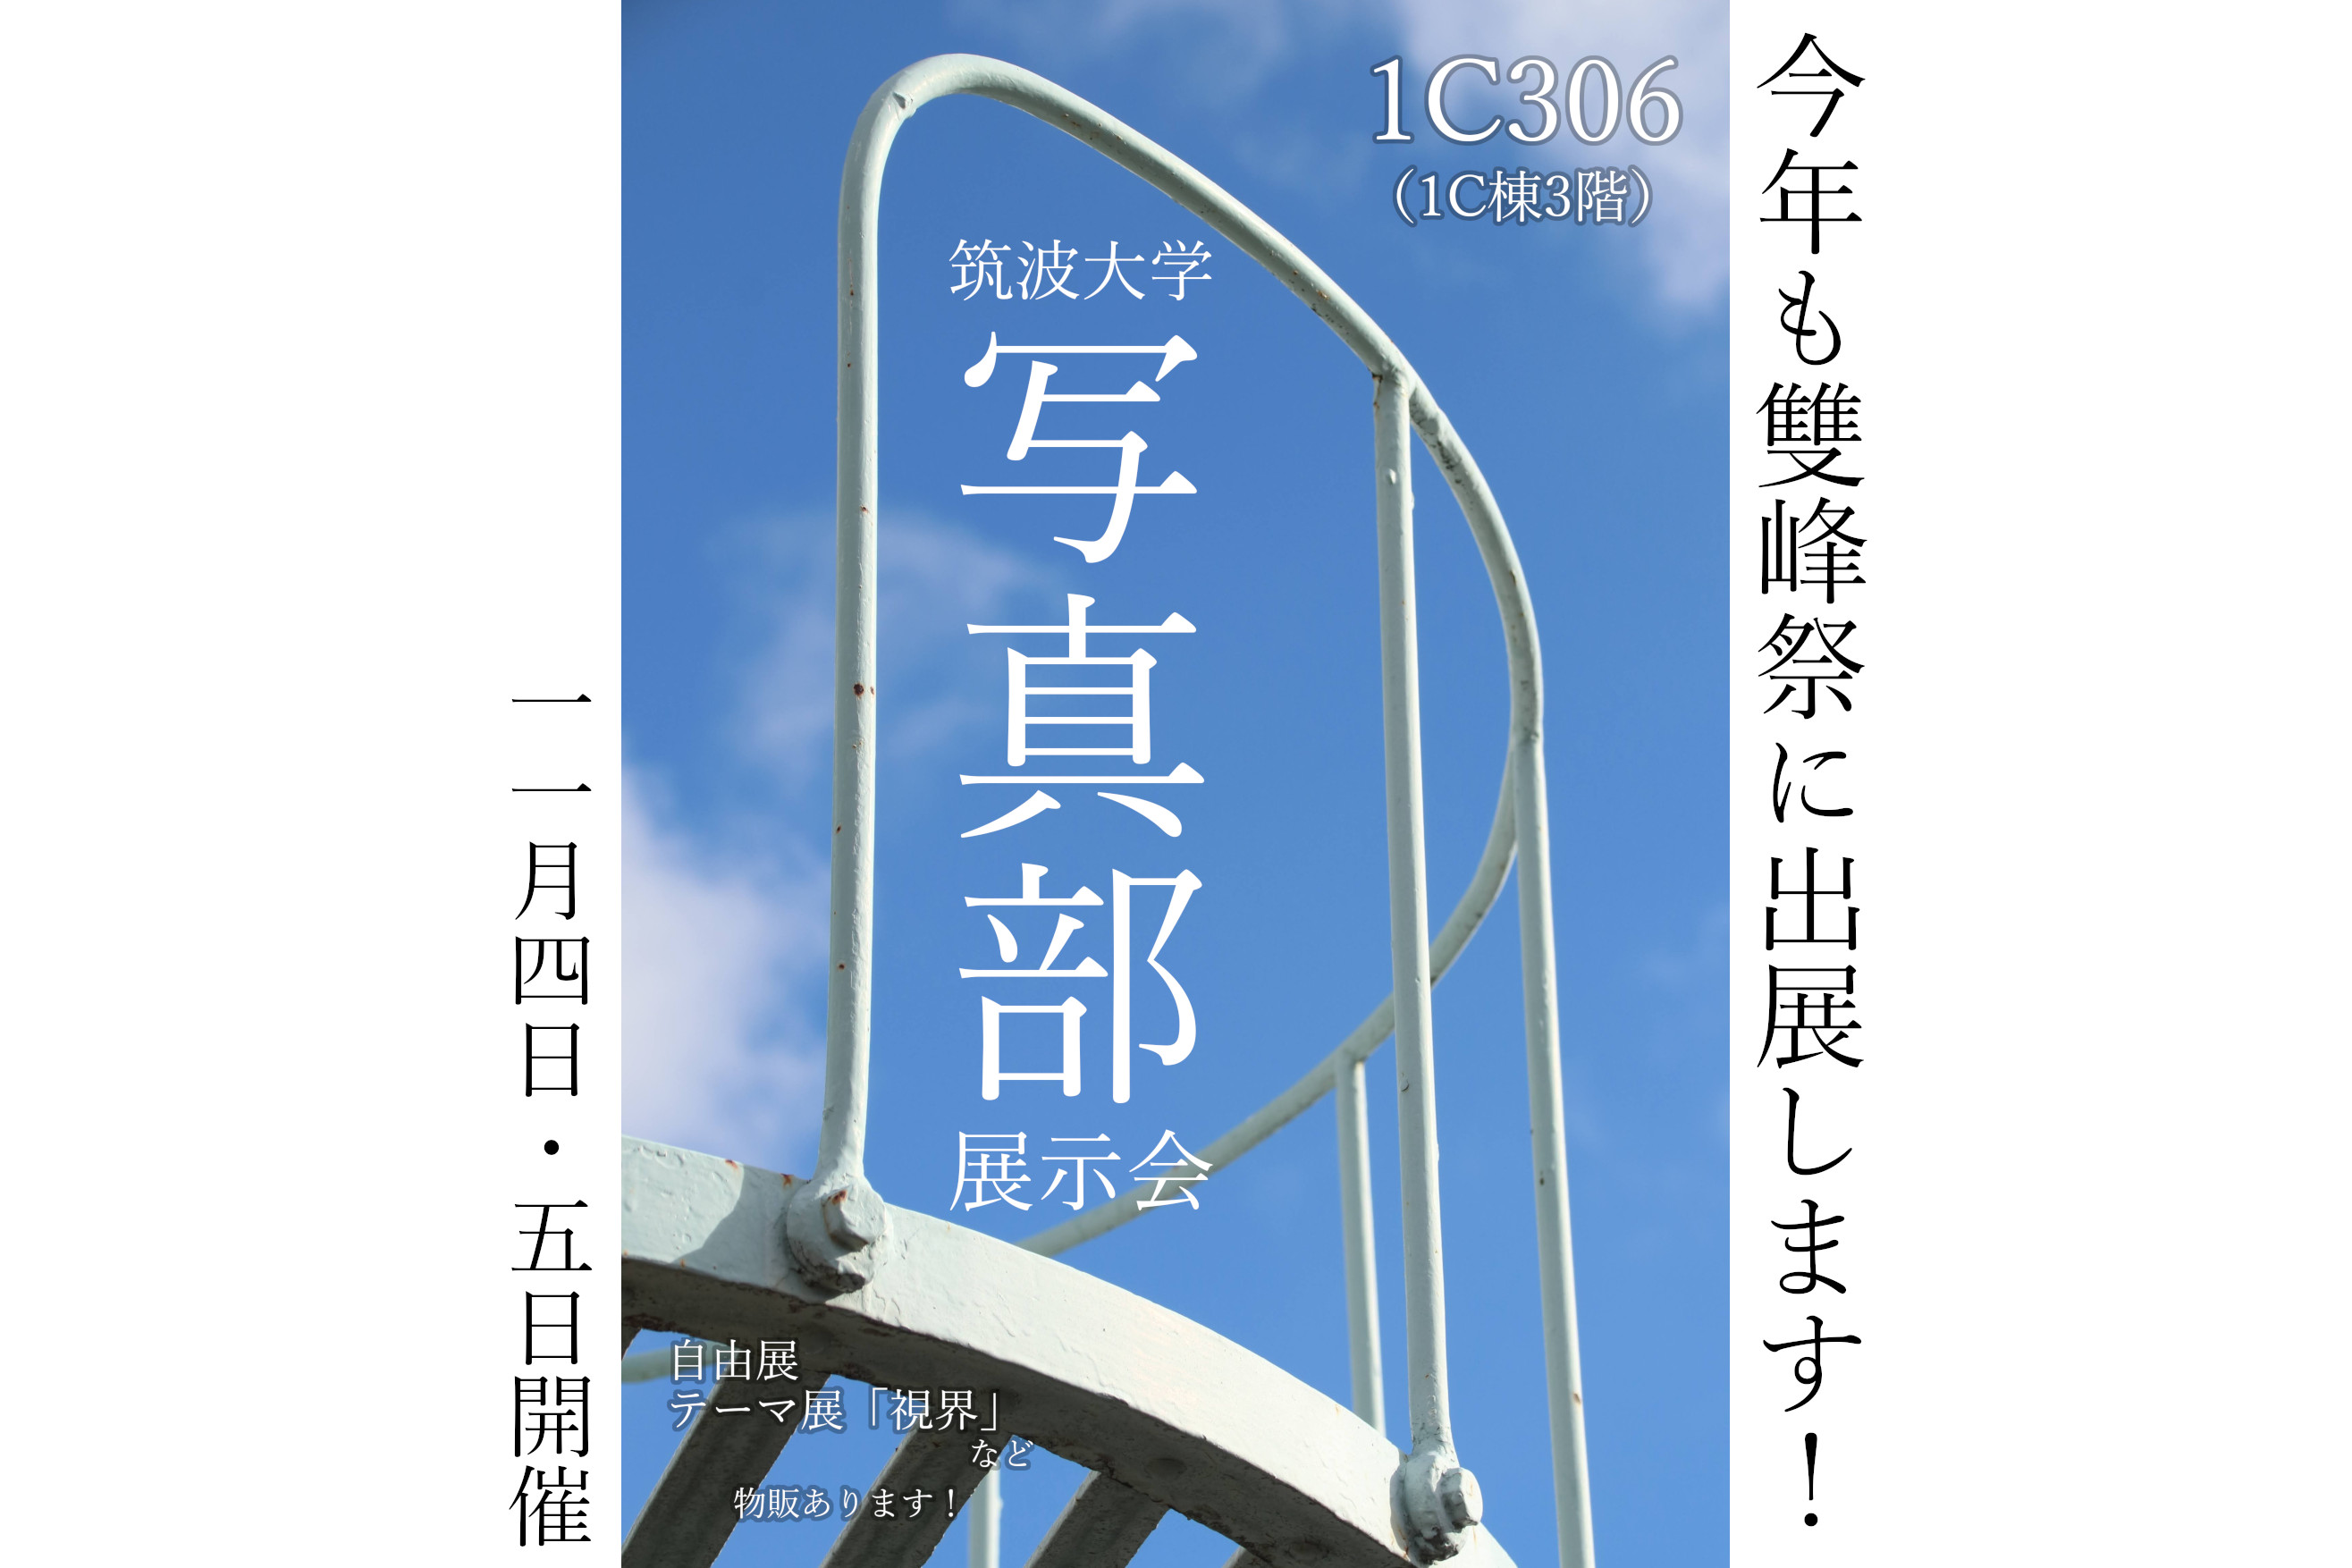 今年も雙峰祭に出展します！
1C306
（1C棟3階）
筑波大学
写真部
展示会
自由展
テーマ展「視界」
など
物販あります！
一一月四日・五日開催